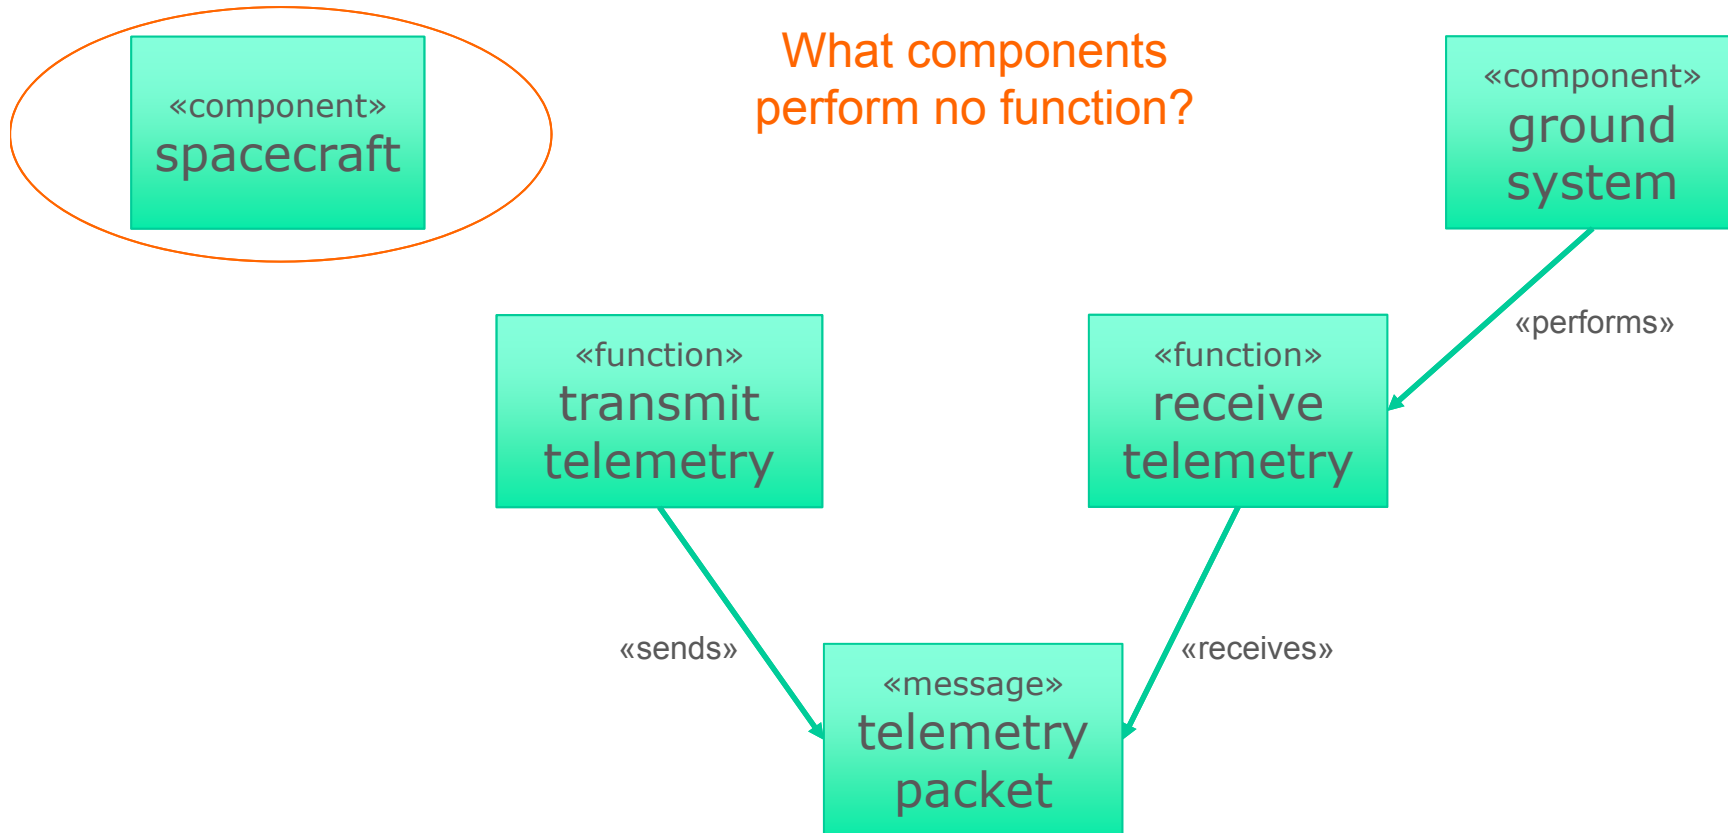 What components
perform no function?
«component»
spacecraft
«component»
ground
system
«performs»
«function»
transmit
telemetry
«function»
receive
telemetry
«sends»
«receives»
«message»
telemetry
packet